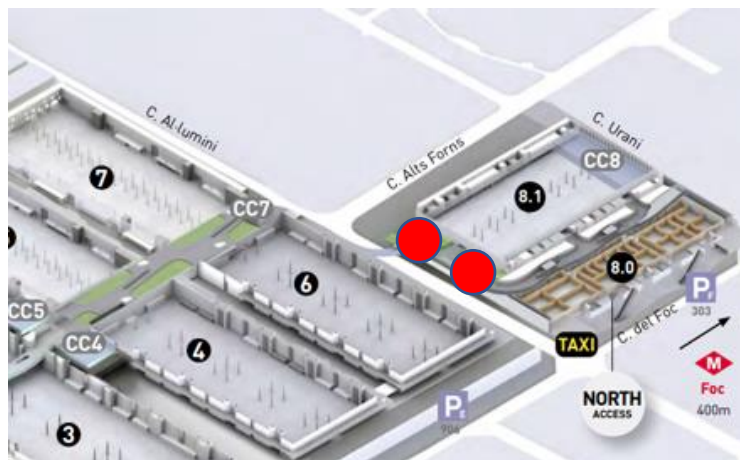 C. Al·lumini
C. Alts Forns
C. Urani
CC8
7
8.1
CC7
6
8.0
P
303
CC5
CC4
4
TAXI
C. del Foc
M
Foc
400m
NORTH
ACCESS
P
904
3